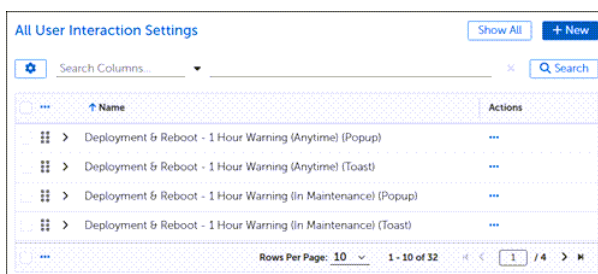 All User Interaction Settings
Show All
+ New
Search Columns...
Search
Name
Actions
Deployment & Reboot - 1 Hour Warning (Anytime) (Popup)
Deployment & Reboot - 1 Hour Warning (Anytime) (Toast)
Deployment & Reboot - 1 Hour Warning (In Maintenance) (Popup)
Deployment & Reboot - 1 Hour Warning (In Maintenance) (Toast)
Rows Per Page: 10 1 - 10 of 32 1 / 4